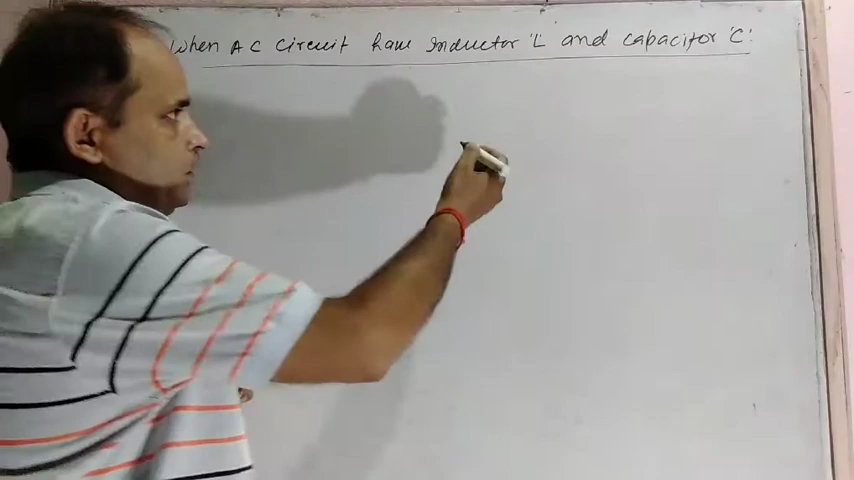 When AC circuit have inductor 'L' and capacitor 'C'.